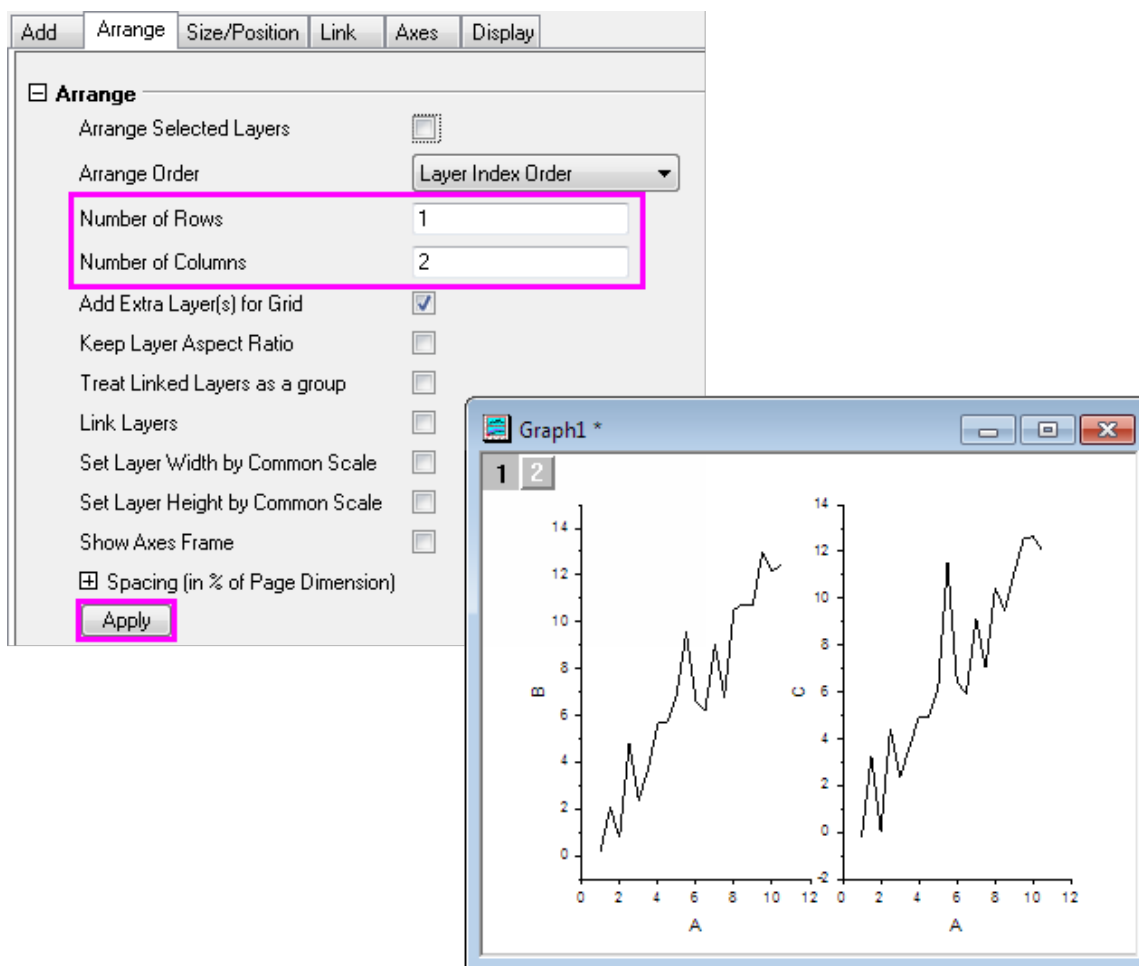 Add Arrange Size/Position Link Axes Display
Arrange
Arrange Selected Layers
Arrange Order Layer Index Order
Number of Rows 1
Number of Columns 2
Add Extra Layer(s) for Grid
Keep Layer Aspect Ratio
Treat Linked Layers as a group
Link Layers
Set Layer Width by Common Scale
Set Layer Height by Common Scale
Show Axes Frame
Spacing (in % of Page Dimension)
Apply
Graph1 *
1 2
14
12
10
8
6
4
2
0
B
0 2 4 6 8 10 12
A
14
12
10
8
6
4
2
0
-2
C
0 2 4 6 8 10 12
A